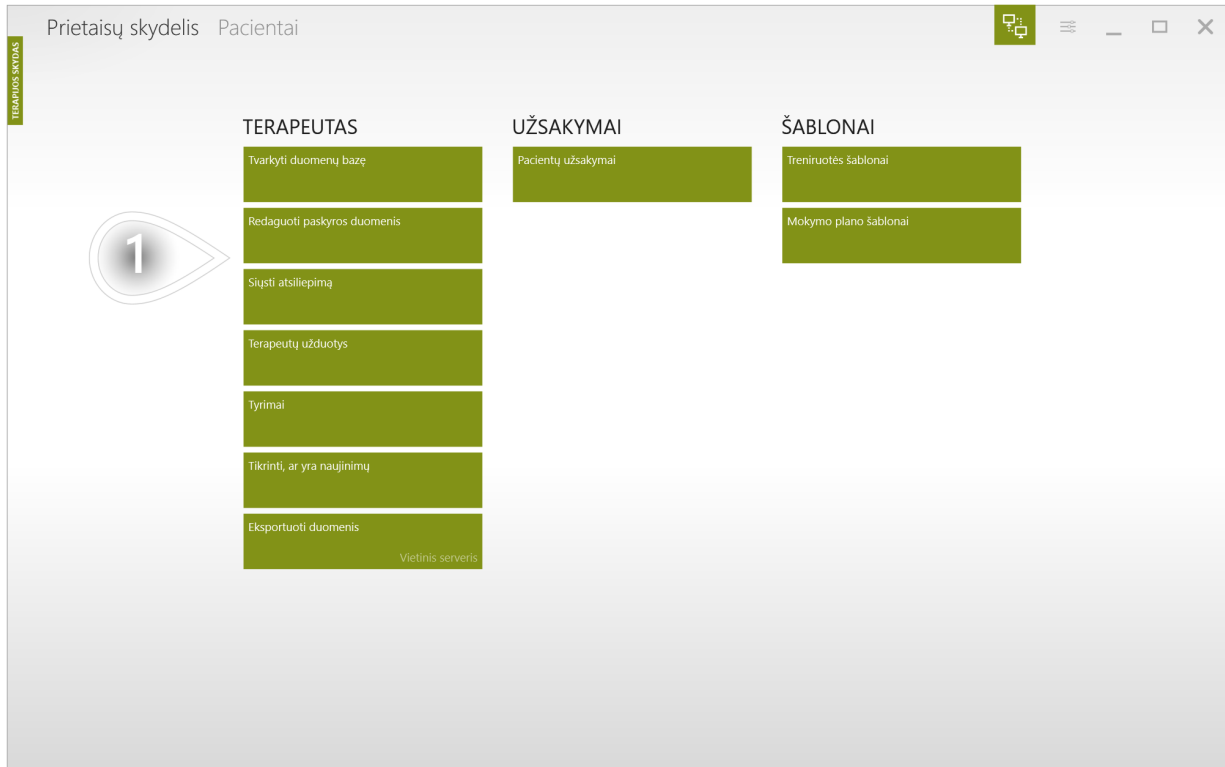 Prietaisų skydelis Pacientai
TERAPIJOS SKYDAS
TERAPEUTAS
Tvarkyti duomenų bazę
Redaguoti paskyros duomenis
1
Siųsti atsiliepimą
Terapeutų užduotys
Tyrimai
Tikrinti, ar yra naujinimų
Eksportuoti duomenis
Vietinis serveris
UŽSAKYMAI
Pacientų užsakymai
ŠABLONAI
Treniruotės šablonai
Mokymo plano šablonai